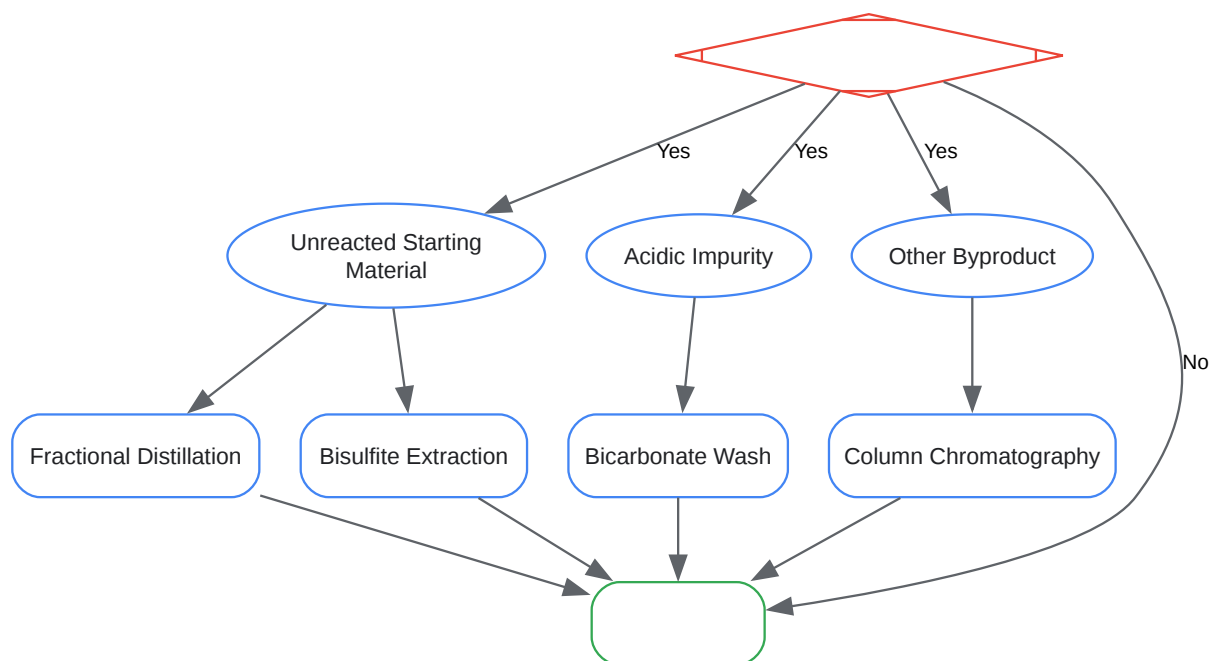 Yes
Yes
Yes
Unreacted Starting
Material
Acidic Impurity
Other Byproduct
No
Fractional Distillation
Bisulfite Extraction
Bicarbonate Wash
Column Chromatography